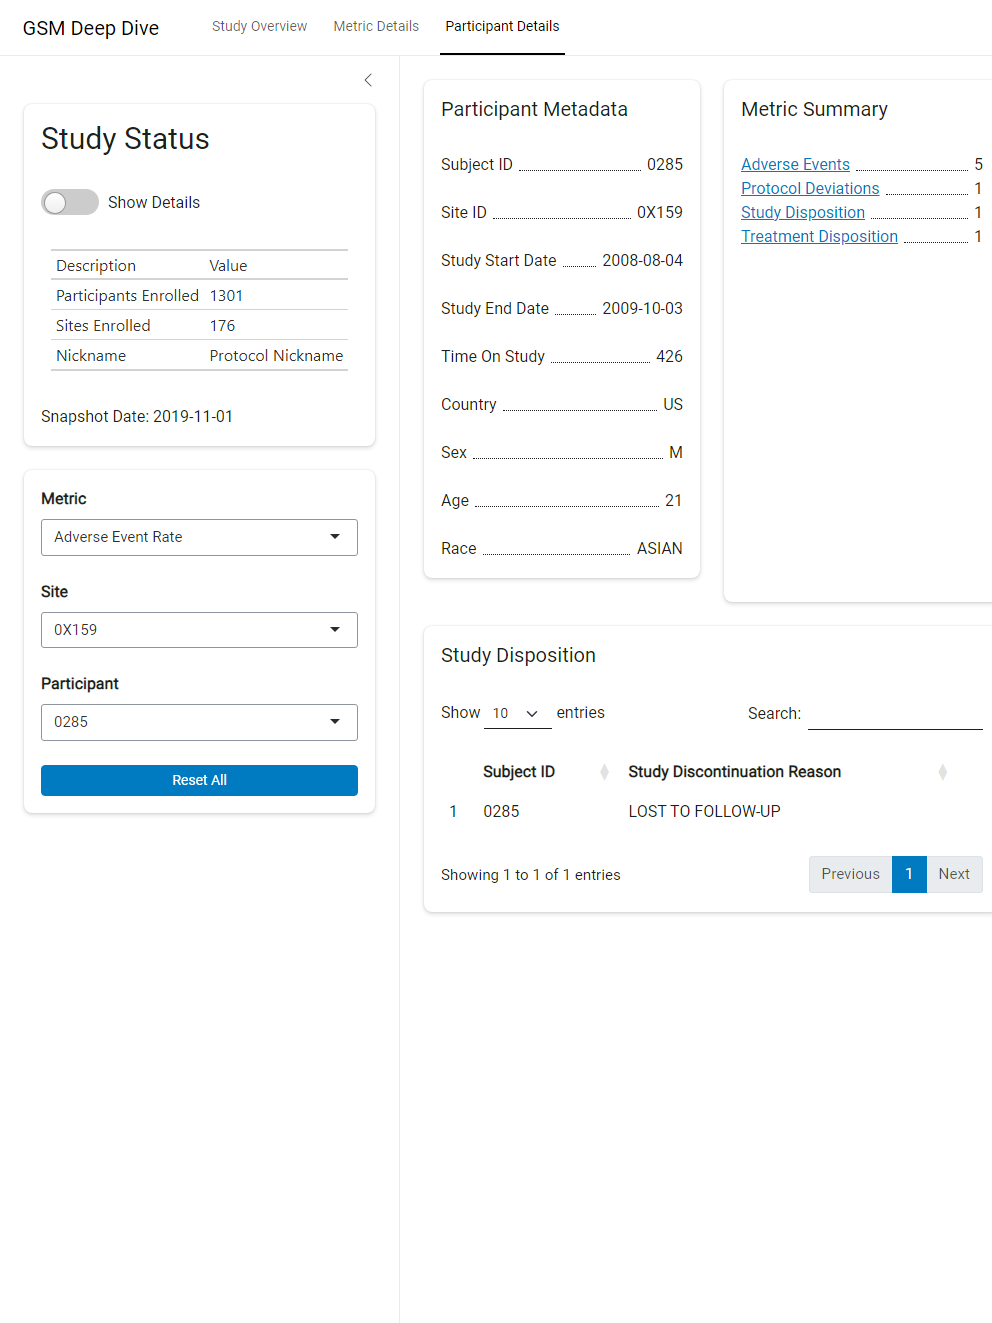 GSM Deep Dive
Study Overview
Metric Details
Participant Details
Study Status
Show Details
Description Value
Participants Enrolled 1301
Sites Enrolled 176
Nickname Protocol Nickname
Snapshot Date: 2019-11-01
Metric
Adverse Event Rate
Site
0X159
Participant
0285
Reset All
Participant Metadata
Subject ID 0285
Site ID 0X159
Study Start Date 2008-08-04
Study End Date 2009-10-03
Time On Study 426
Country US
Sex M
Age 21
Race ASIAN
Metric Summary
Adverse Events 5
Protocol Deviations 1
Study Disposition 1
Treatment Disposition 1
Study Disposition
Show 10 entries
Search:
Subject ID Study Discontinuation Reason
1 0285 LOST TO FOLLOW-UP
Showing 1 to 1 of 1 entries
Previous 1 Next